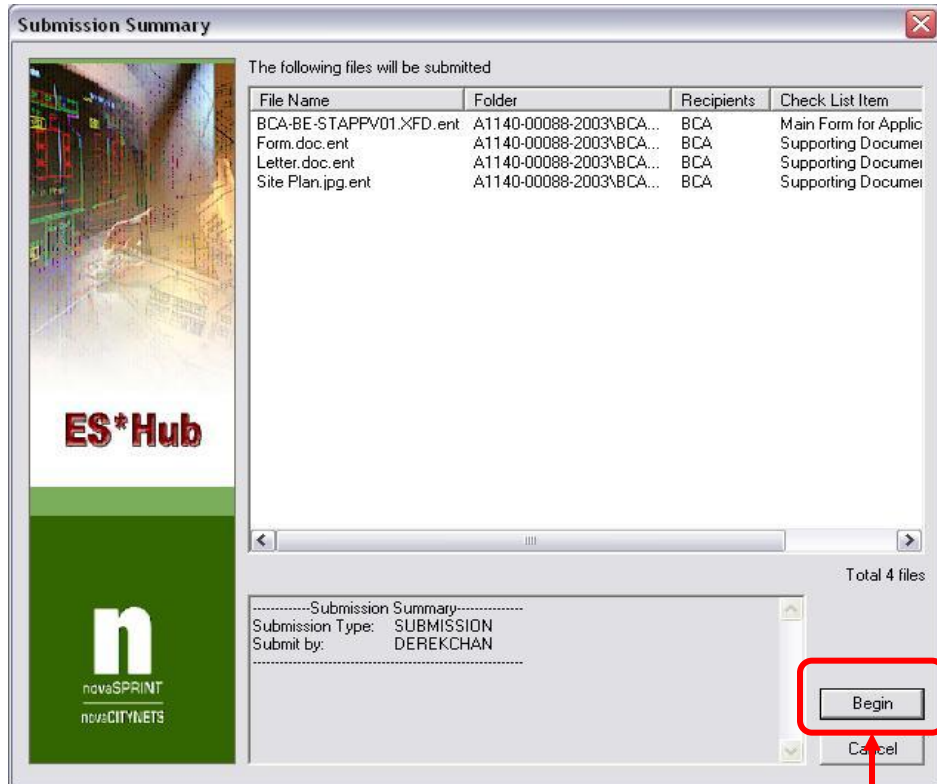 Submission Summary
The following files will be submitted
File Name Folder Recipients Check List Item
BCA-BE-STAPPV01.XFD.ent A1140-00088-2003\BCA... BCA Main Form for Applic
Form.doc.ent A1140-00088-2003\BCA... BCA Supporting Documei
Letter.doc.ent A1140-00088-2003\BCA... BCA Supporting Documei
Site Plan.jpg.ent A1140-00088-2003\BCA... BCA Supporting Documei
ES*Hub
Total 4 files
------------Submission Summary--------------
Submission Type: SUBMISSION
Submit by: DEREKCHAN
---------------------------------------------------------
n
novaSPRINT
novaCITYNETS
Begin
Cancel